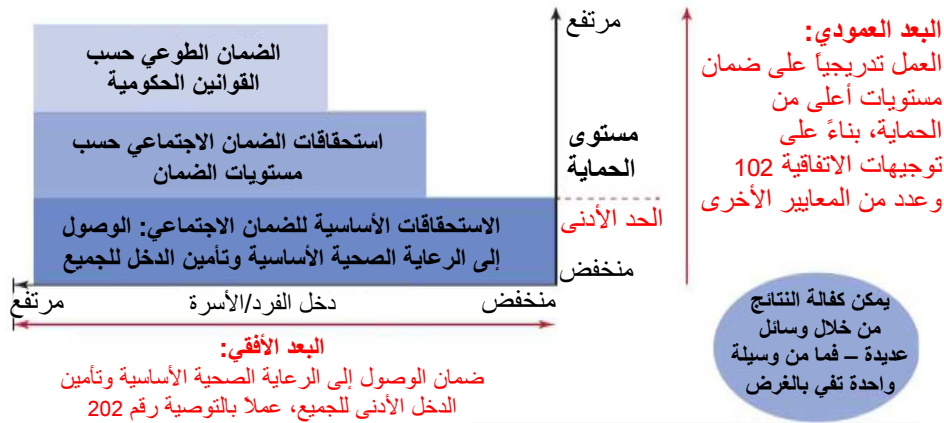 البعد العمودي:
العمل تدريجياً على ضمان
مستويات أعلى من
الحماية، بناءً على
توجيهات الاتفاقية 102
وعدد من المعايير الأخرى
مرتفع
مستوى
الحماية
الحد الأدنى
منخفض
الضمان الطوعي حسب
القوانين الحكومية
استحقاقات الضمان الاجتماعي حسب
مستويات الضمان
الاستحقاقات الأساسية للضمان الاجتماعي: الوصول
إلى الرعاية الصحية الأساسية وتأمين الدخل للجميع
منخفض
دخل الفرد/الأسرة
مرتفع
البعد الأفقي:
ضمان الوصول إلى الرعاية الصحية الأساسية وتأمين
الدخل الأدنى للجميع، عملا بالتوصية رقم 202
يمكن كفالة النتائج
من خلال وسائل
عديدة – فما من وسيلة
واحدة تفي بالغرض